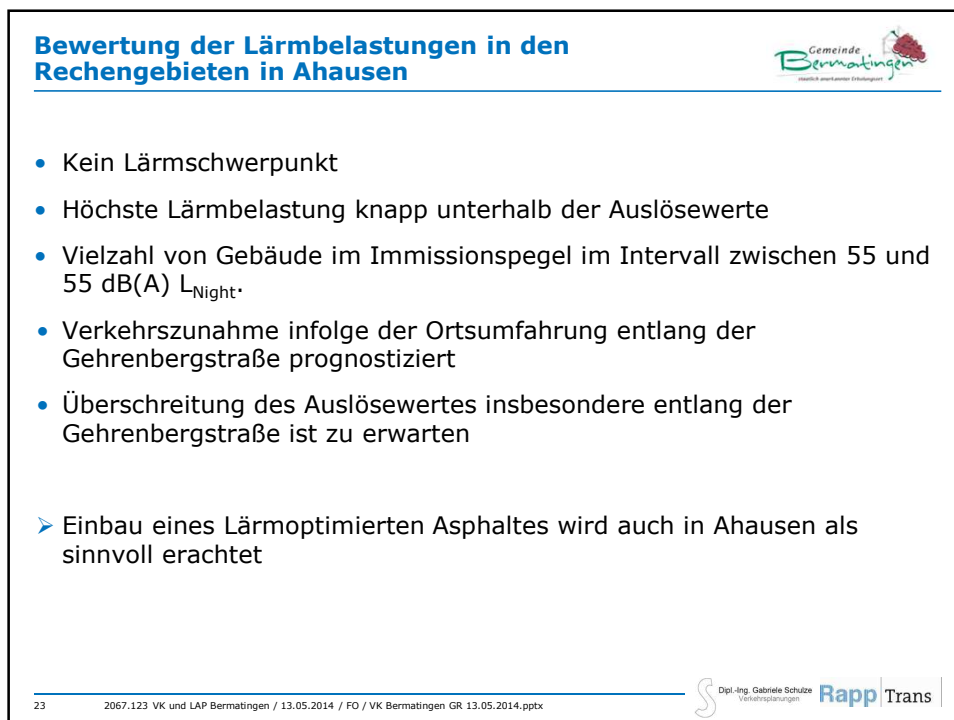 Bewertung der Lärmbelastungen in den
Rechengebieten in Ahausen
Gemeinde
Bermatingen
staatlich anerkannter Erholungsort
• Kein Lärmschwerpunkt
• Höchste Lärmbelastung knapp unterhalb der Auslösewerte
• Vielzahl von Gebäude im Immissionspegel im Intervall zwischen 55 und
55 dB(A) LNight.
• Verkehrszunahme infolge der Ortsumfahrung entlang der
Gehrenbergstraße prognostiziert
• Überschreitung des Auslösewertes insbesondere entlang der
Gehrenbergstraße ist zu erwarten
➢ Einbau eines Lärmoptimierten Asphaltes wird auch in Ahausen als
sinnvoll erachtet
23 2067.123 VK und LAP Bermatingen / 13.05.2014 / FO / VK Bermatingen GR 13.05.2014.pptx
Dipl.-Ing. Gabriele Schulze
Verkehrsplanungen
Rapp Trans